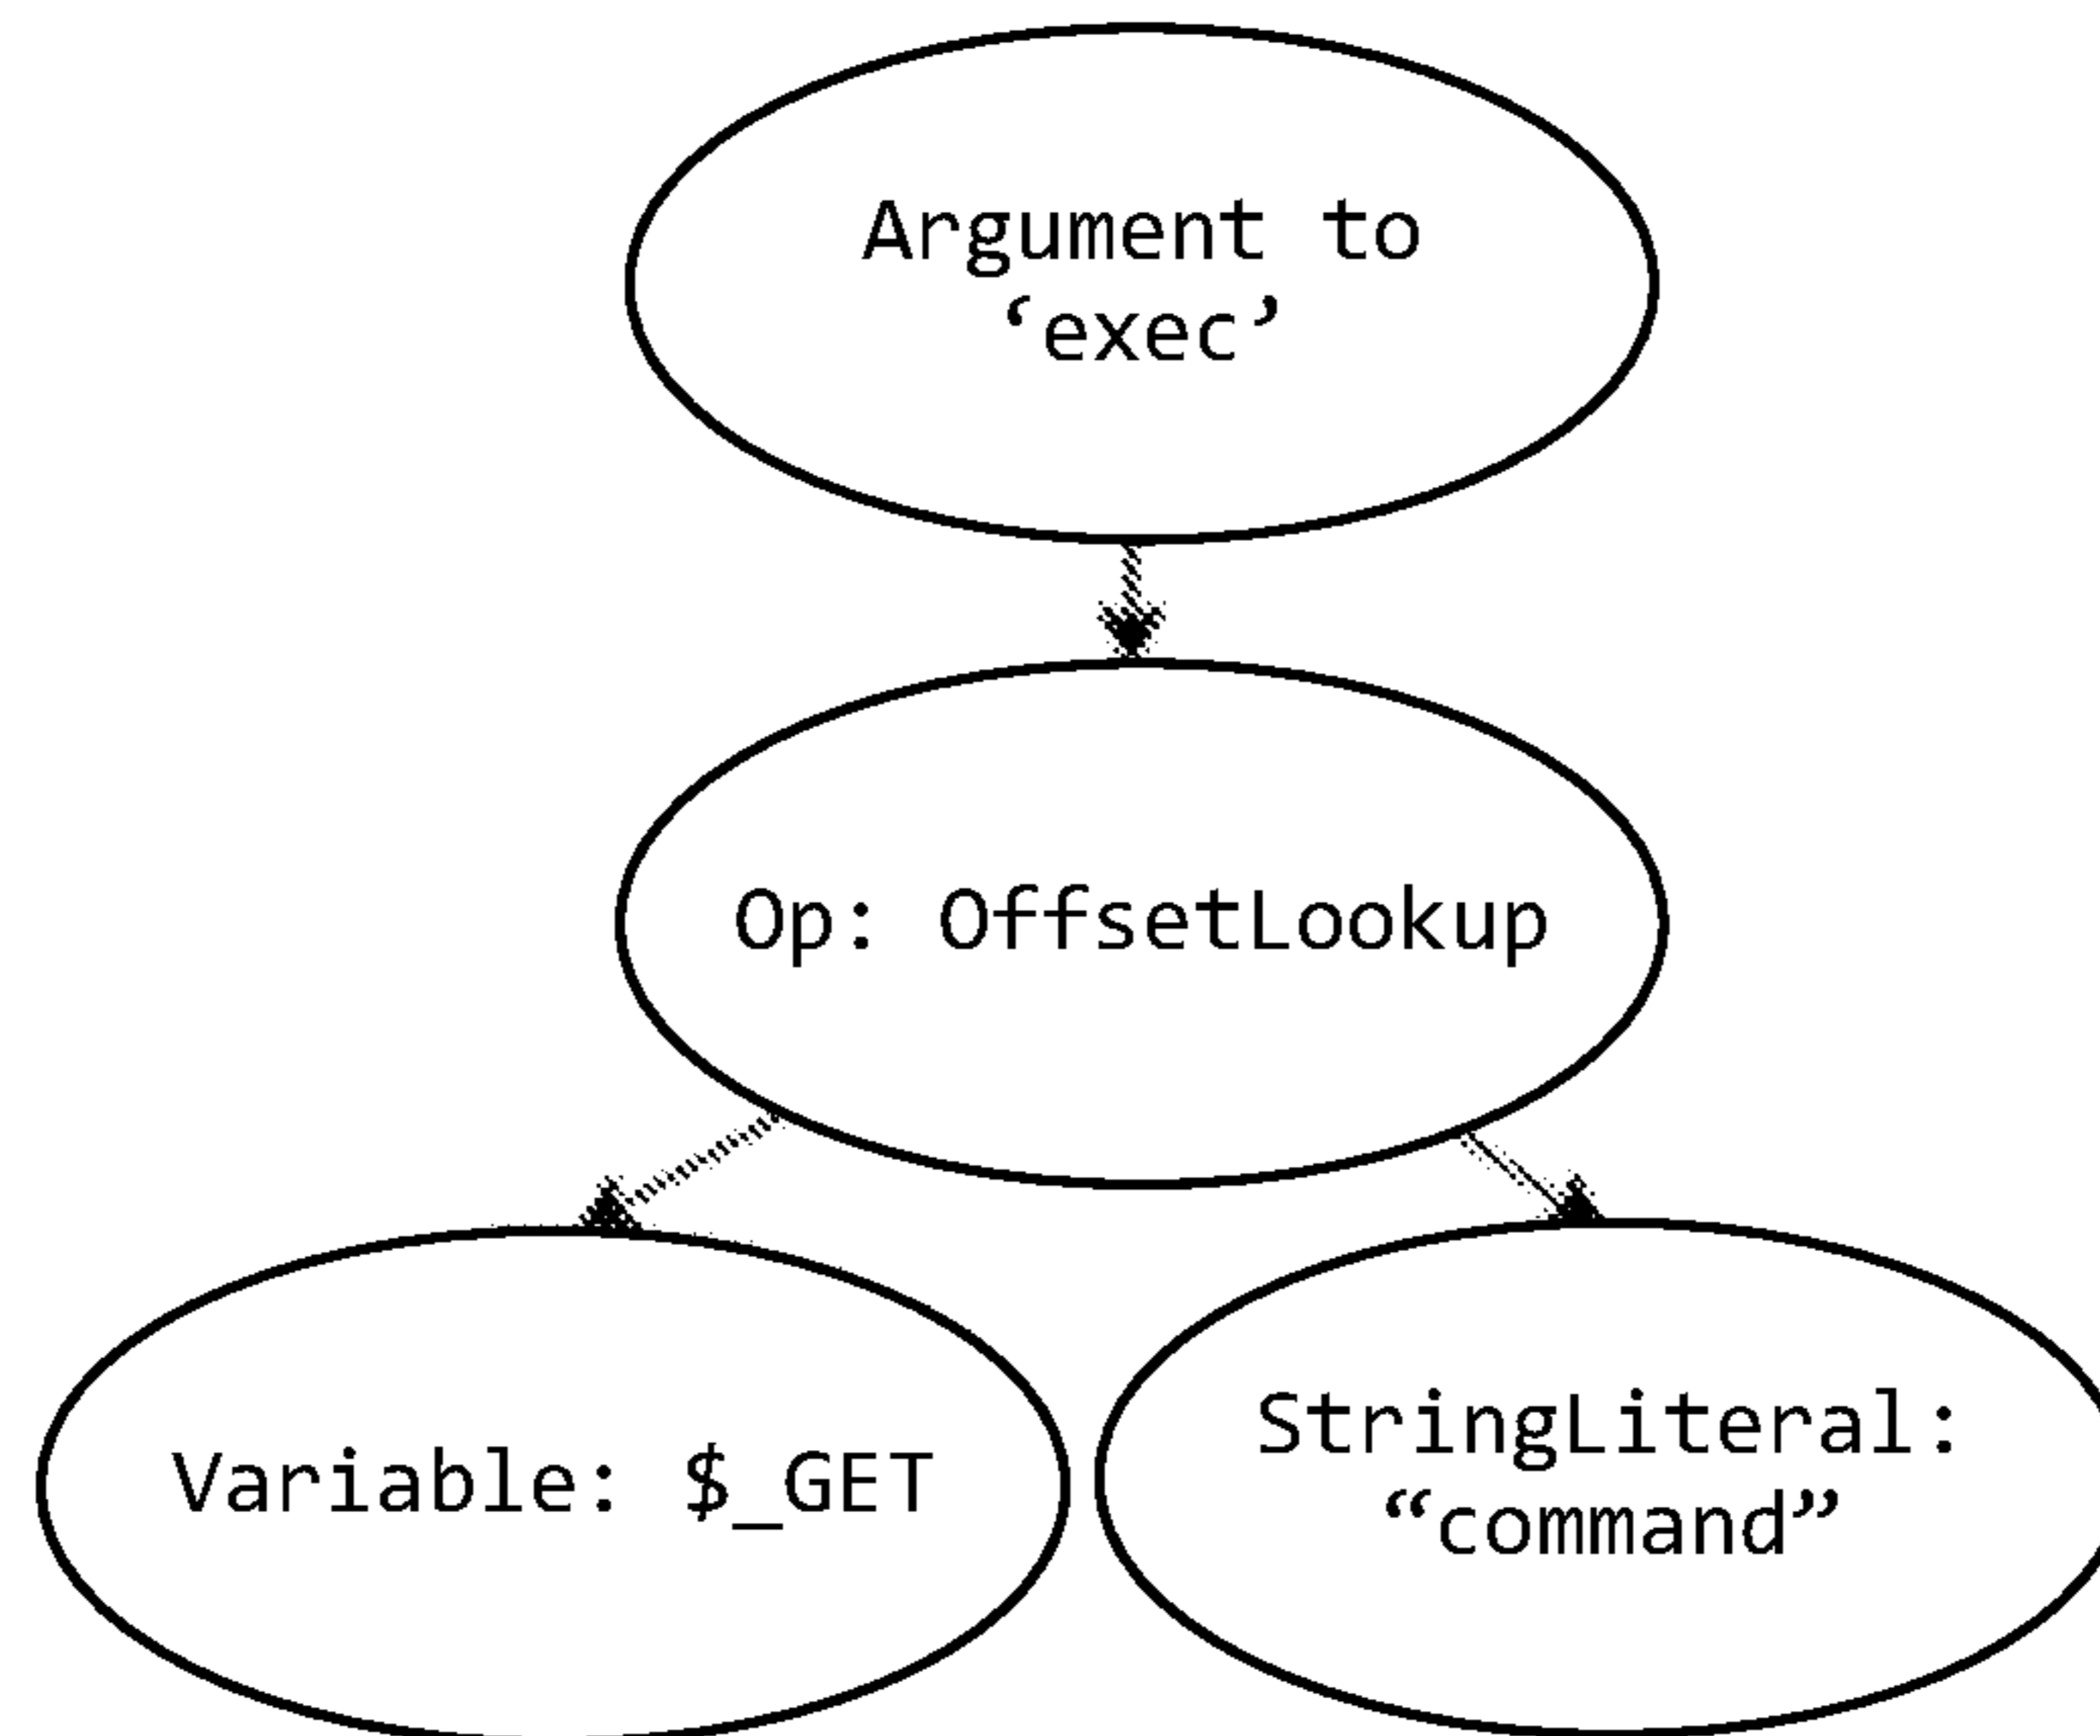 Argument to
‘exec’
Op: OffsetLookup
Variable: $_GET
StringLiteral:
“command”